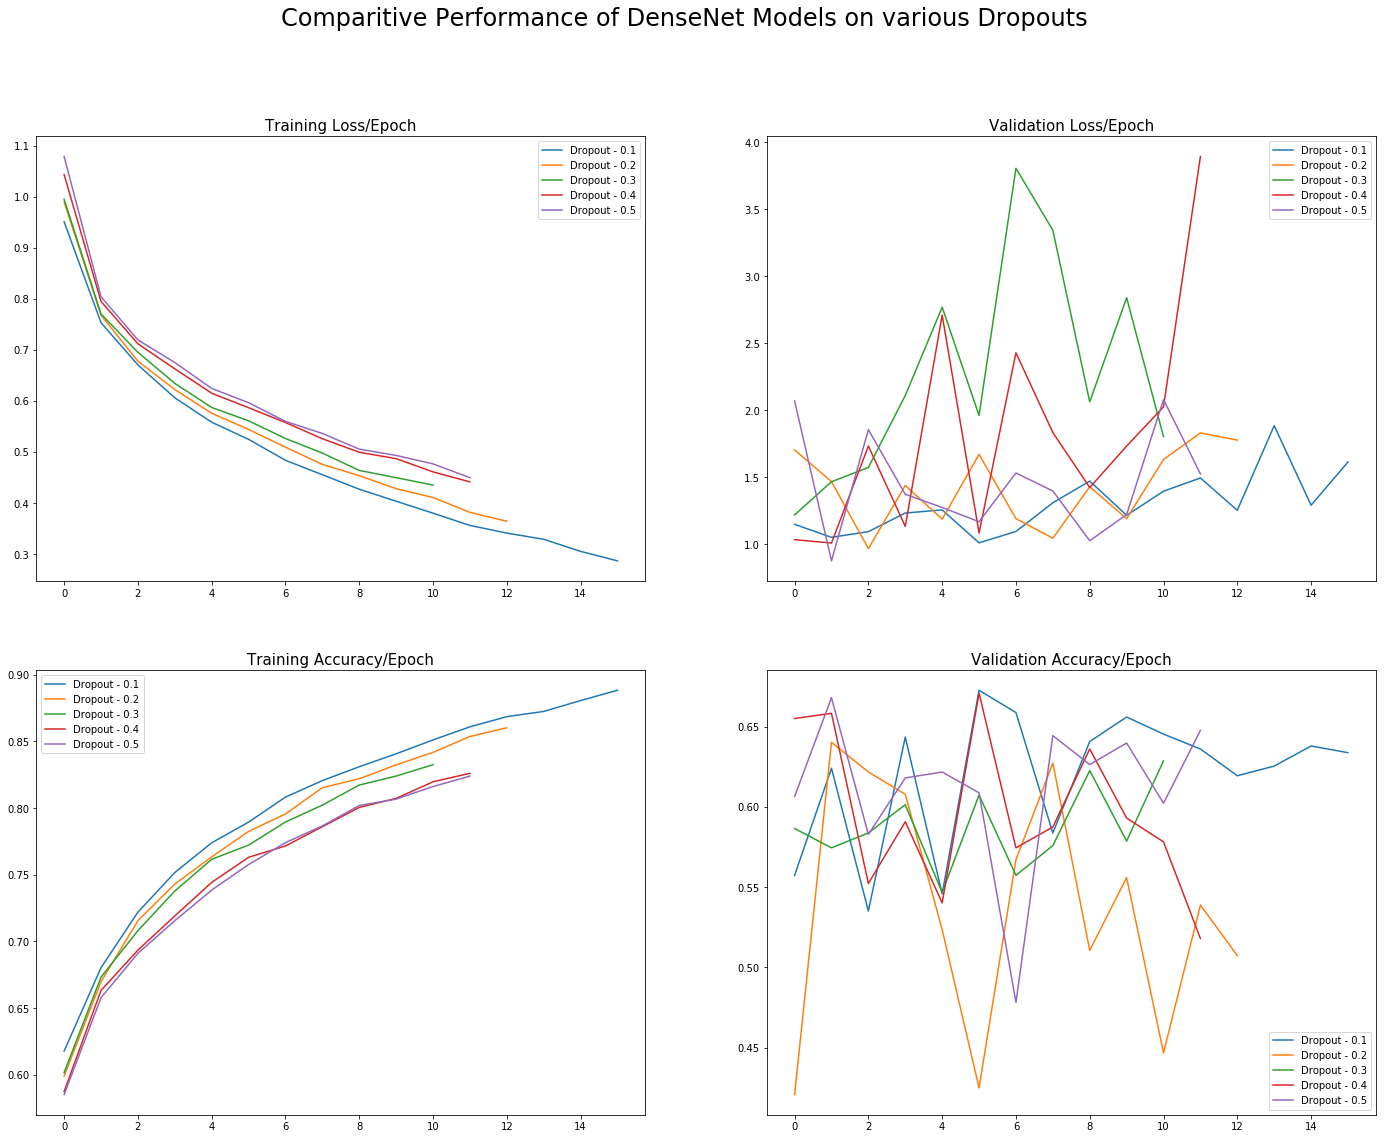 Comparitive Performance of DenseNet Models on various Dropouts
Training Loss/Epoch
1.1
1.0
0.9
0.8
0.7
0.6
0.5
0.4
0.3
0 2 4 6 8 10 12 14
Dropout - 0.1
Dropout - 0.2
Dropout - 0.3
Dropout - 0.4
Dropout - 0.5
Validation Loss/Epoch
4.0
3.5
3.0
2.5
2.0
1.5
1.0
0 2 4 6 8 10 12 14
Dropout - 0.1
Dropout - 0.2
Dropout - 0.3
Dropout - 0.4
Dropout - 0.5
Training Accuracy/Epoch
0.90
0.85
0.80
0.75
0.70
0.65
0.60
0 2 4 6 8 10 12 14
Dropout - 0.1
Dropout - 0.2
Dropout - 0.3
Dropout - 0.4
Dropout - 0.5
Validation Accuracy/Epoch
0.65
0.60
0.55
0.50
0.45
0 2 4 6 8 10 12 14
Dropout - 0.1
Dropout - 0.2
Dropout - 0.3
Dropout - 0.4
Dropout - 0.5